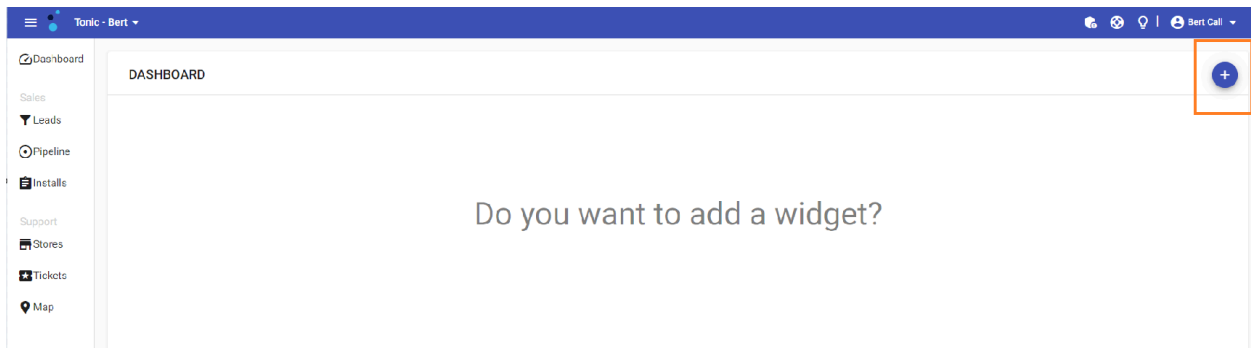 Tonic - Bert
Bert Call
Dashboard
Sales
Leads
Pipeline
Installs
Support
Stores
Tickets
Map
DASHBOARD
Do you want to add a widget?